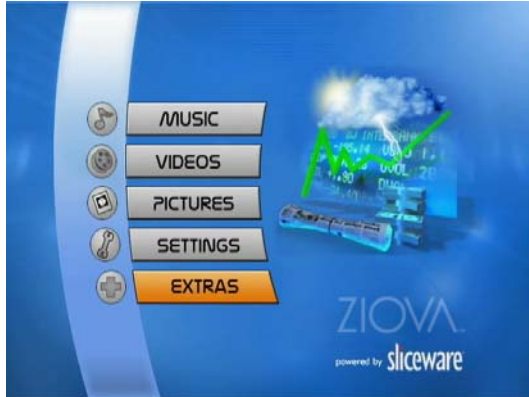 MUSIC
VIDEOS
PICTURES
SETTINGS
EXTRAS
ZIOVA
powered by sliceware